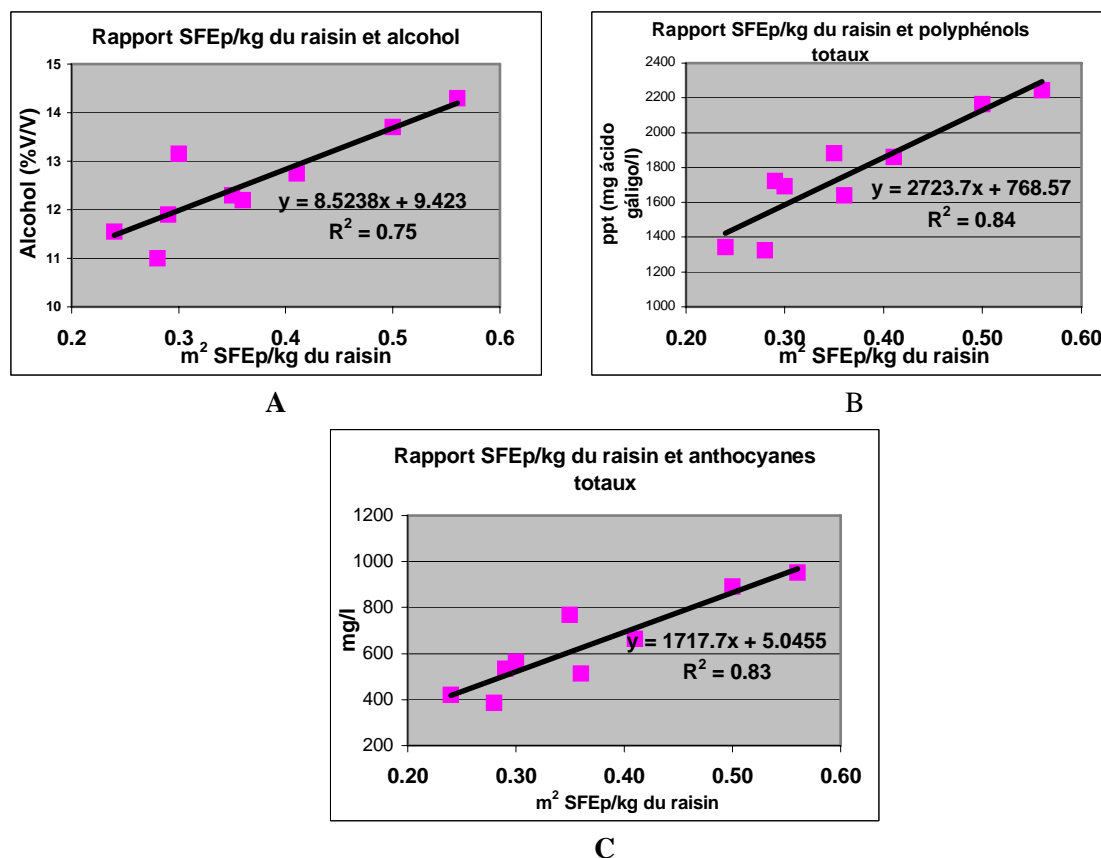 Rapport SFEp/kg du raisin et alcohol
15
14
13
12
11
10
Alcohol (%V/V)
y = 8.5238x + 9.423
R² = 0.75
0.2 0.3 0.4 0.5 0.6
m² SFEp/kg du raisin
A
Rapport SFEp/kg du raisin et polyphénols
totaux
2400
2200
2000
1800
1600
1400
1200
1000
ppt (mg ácido
gáligo/l)
y = 2723.7x + 768.57
R² = 0.84
0.20 0.30 0.40 0.50 0.60
m² SFEp/kg du raisin
B
Rapport SFEp/kg du raisin et anthocyanes
totaux
1200
1000
800
600
400
200
mg/l
y = 1717.7x + 5.0455
R² = 0.83
0.20 0.30 0.40 0.50 0.60
m² SFEp/kg du raisin
C